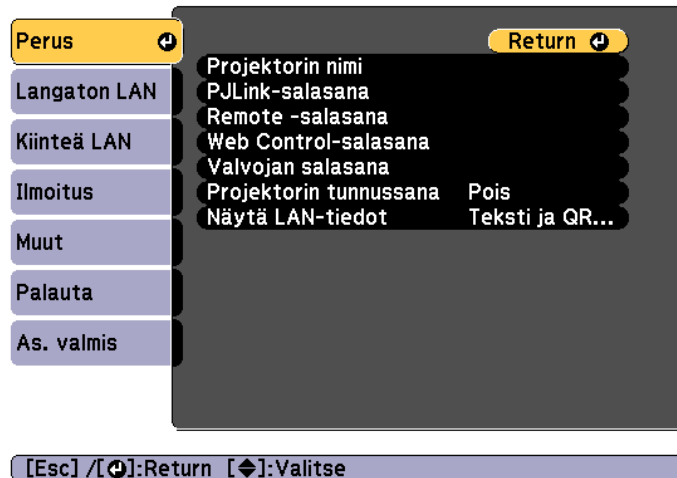 Perus
Langaton LAN
Kiinteä LAN
Ilmoitus
Muut
Palauta
As. valmis
Return
Projektorin nimi
PJLink-salasana
Remote -salasana
Web Control-salasana
Valvojan salasana
Projektorin tunnussana Pois
Näytä LAN-tiedot Teksti ja QR...
[Esc] /[⏎]:Return [◆]:Valitse